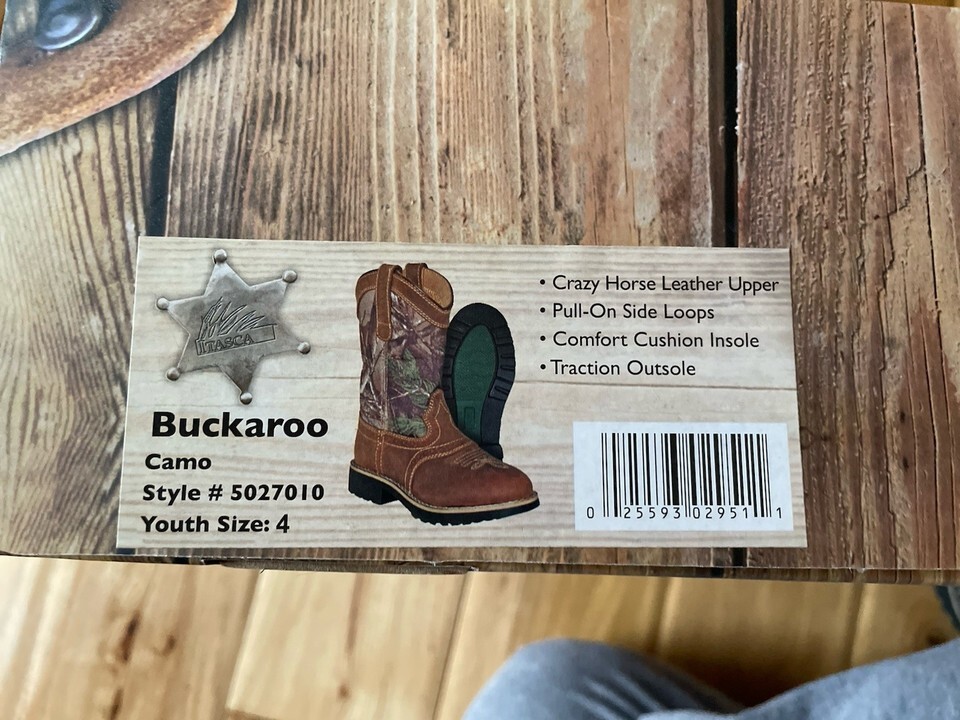 ITASCA
Buckaroo
Camo
Style # 5027010
Youth Size: 4
• Crazy Horse Leather Upper
• Pull-On Side Loops
• Comfort Cushion Insole
• Traction Outsole
0 25593 02951 1